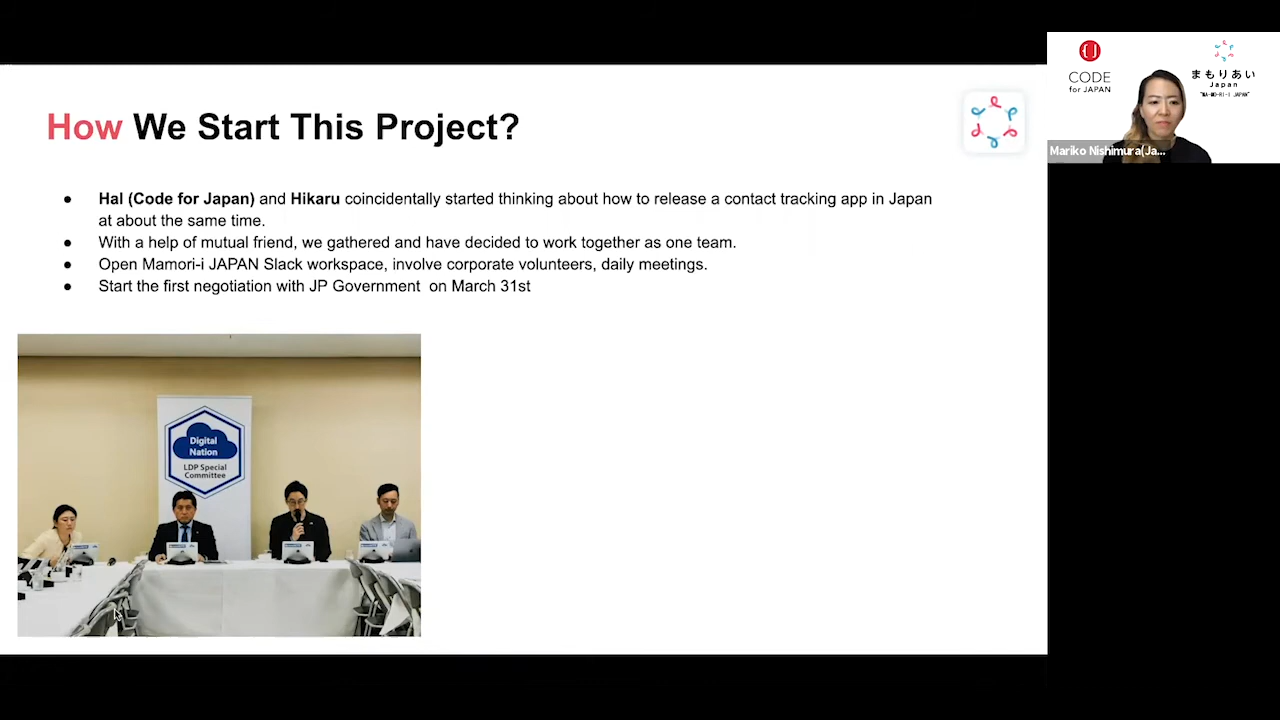 How We Start This Project?
● Hal (Code for Japan) and Hikaru coincidentally started thinking about how to release a contact tracking app in Japan
at about the same time.
● With a help of mutual friend, we gathered and have decided to work together as one team.
● Open Mamori-i JAPAN Slack workspace, involve corporate volunteers, daily meetings.
● Start the first negotiation with JP Government on March 31st
Digital
Nation
LDP Special
Committee
CODE
for JAPAN
まもりあい
Japan
"MA-MO-RI-I JAPAN"
Mariko Nishimura(Ja...